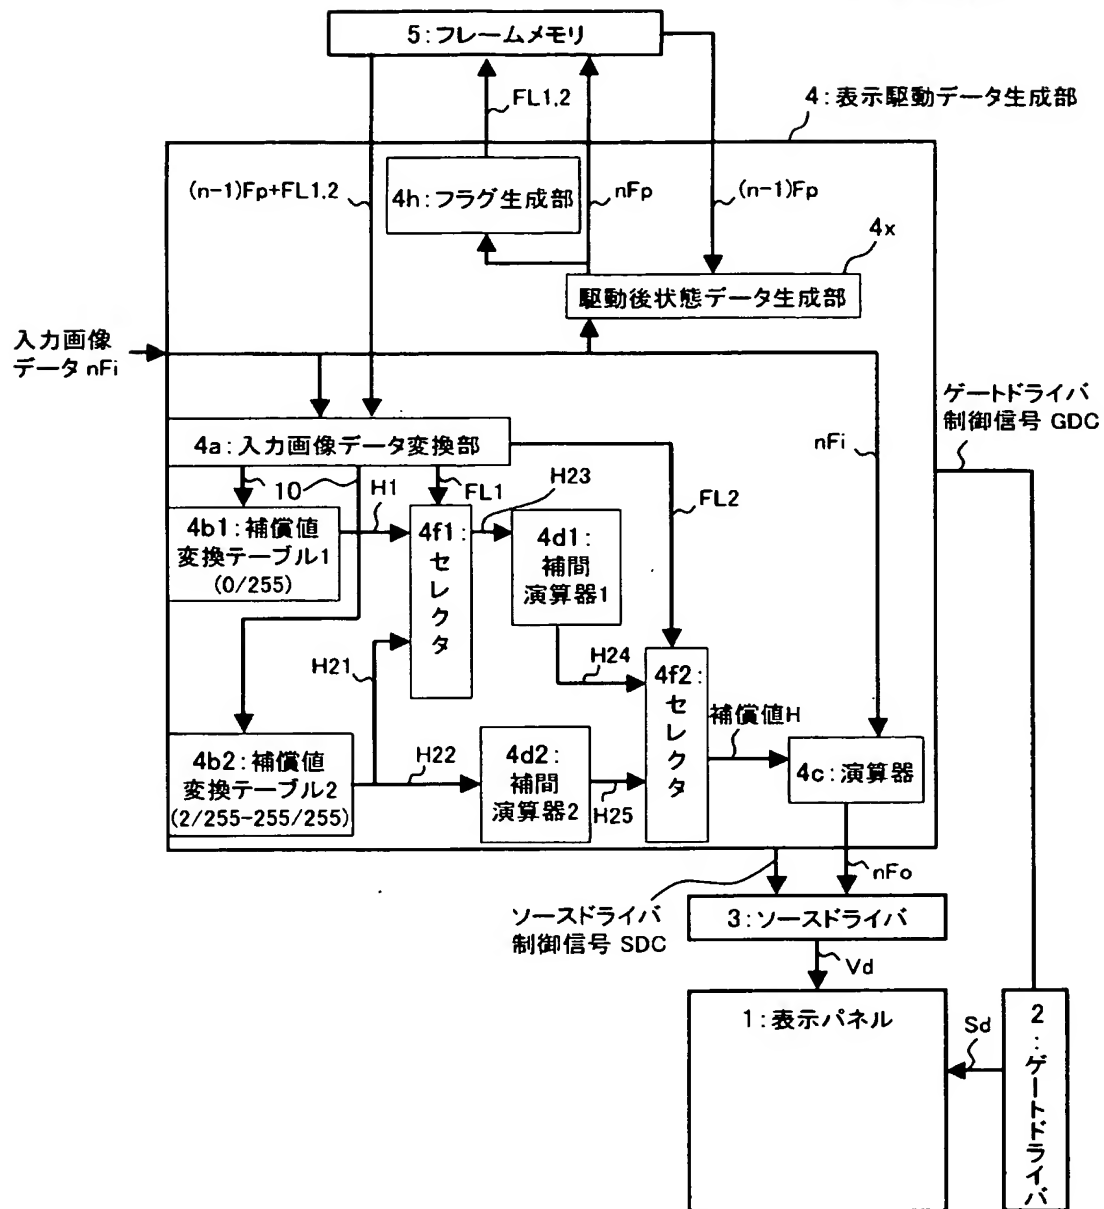 5:フレームメモリ
FL1,2
4:表示駆動データ生成部
(n-1)Fp+FL1,2
4h:フラグ生成部
nFp
(n-1)Fp
4x
駆動後状態データ生成部
入力画像
データ nFi
ゲートドライバ
制御信号 GDC
4a:入力画像データ変換部
nFi
10
H1
FL1
H23
FL2
4b1:補償値
変換テーブル1
(0/255)
4f1:
セレクタ
4d1:
補間
演算器1
H21
H24
4f2:
セレクタ
補償値H
4b2:補償値
変換テーブル2
(2/255-255/255)
H22
4d2:
補間
演算器2
H25
4c:演算器
nFo
ソースドライバ
制御信号 SDC
3:ソースドライバ
Vd
1:表示パネル
Sd
2:ゲートドライバ